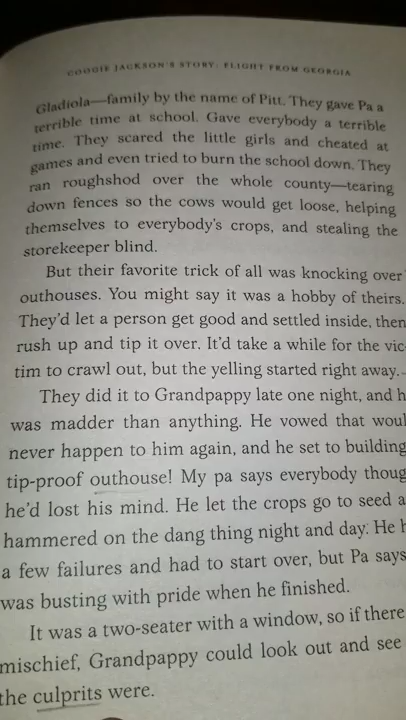 GOOGIE JACKSON'S STORY: FLIGHT FROM GEORGIA
Gladiola—family by the name of Pitt. They gave Pa a
terrible time at school. Gave everybody a terrible
time. They scared the little girls and cheated at
games and even tried to burn the school down. They
ran roughshod over the whole county—tearing
down fences so the cows would get loose, helping
themselves to everybody's crops, and stealing the
storekeeper blind.
But their favorite trick of all was knocking over
outhouses. You might say it was a hobby of theirs.
They'd let a person get good and settled inside, then
rush up and tip it over. It'd take a while for the vic-
tim to crawl out, but the yelling started right away.
They did it to Grandpappy late one night, and h
was madder than anything. He vowed that woul
never happen to him again, and he set to building
tip-proof outhouse! My pa says everybody thoug
he'd lost his mind. He let the crops go to seed a
hammered on the dang thing night and day. He h
a few failures and had to start over, but Pa says
was busting with pride when he finished.
It was a two-seater with a window, so if there
mischief, Grandpappy could look out and see
the culprits were.